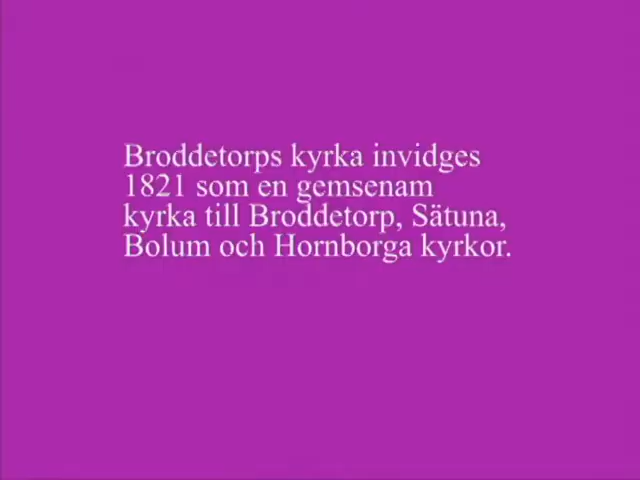 Broddetorps kyrka invidges
1821 som en gemsenam
kyrka till Broddetorp, Sätuna,
Bolum och Hornborga kyrkor.